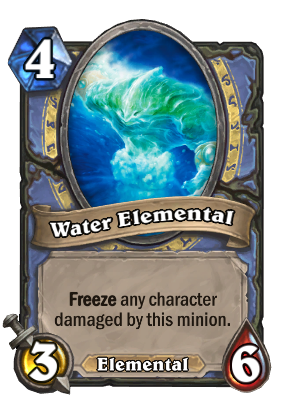 4
Water Elemental
Freeze any character
damaged by this minion.
3
Elemental
6